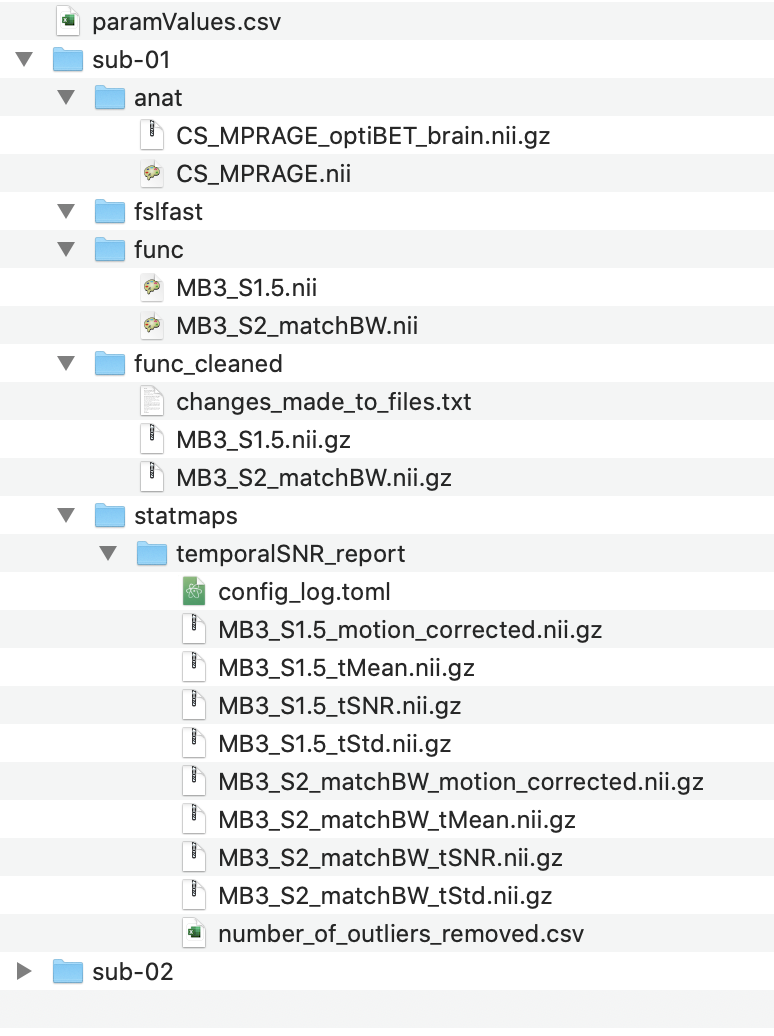 paramValues.csv
sub-01
anat
CS_MPRAGE_optiBET_brain.nii.gz
CS_MPRAGE.nii
fslfast
func
MB3_S1.5.nii
MB3_S2_matchBW.nii
func_cleaned
changes_made_to_files.txt
MB3_S1.5.nii.gz
MB3_S2_matchBW.nii.gz
statmaps
temporalSNR_report
config_log.toml
MB3_S1.5_motion_corrected.nii.gz
MB3_S1.5_tMean.nii.gz
MB3_S1.5_tSNR.nii.gz
MB3_S1.5_tStd.nii.gz
MB3_S2_matchBW_motion_corrected.nii.gz
MB3_S2_matchBW_tMean.nii.gz
MB3_S2_matchBW_tSNR.nii.gz
MB3_S2_matchBW_tStd.nii.gz
number_of_outliers_removed.csv
sub-02